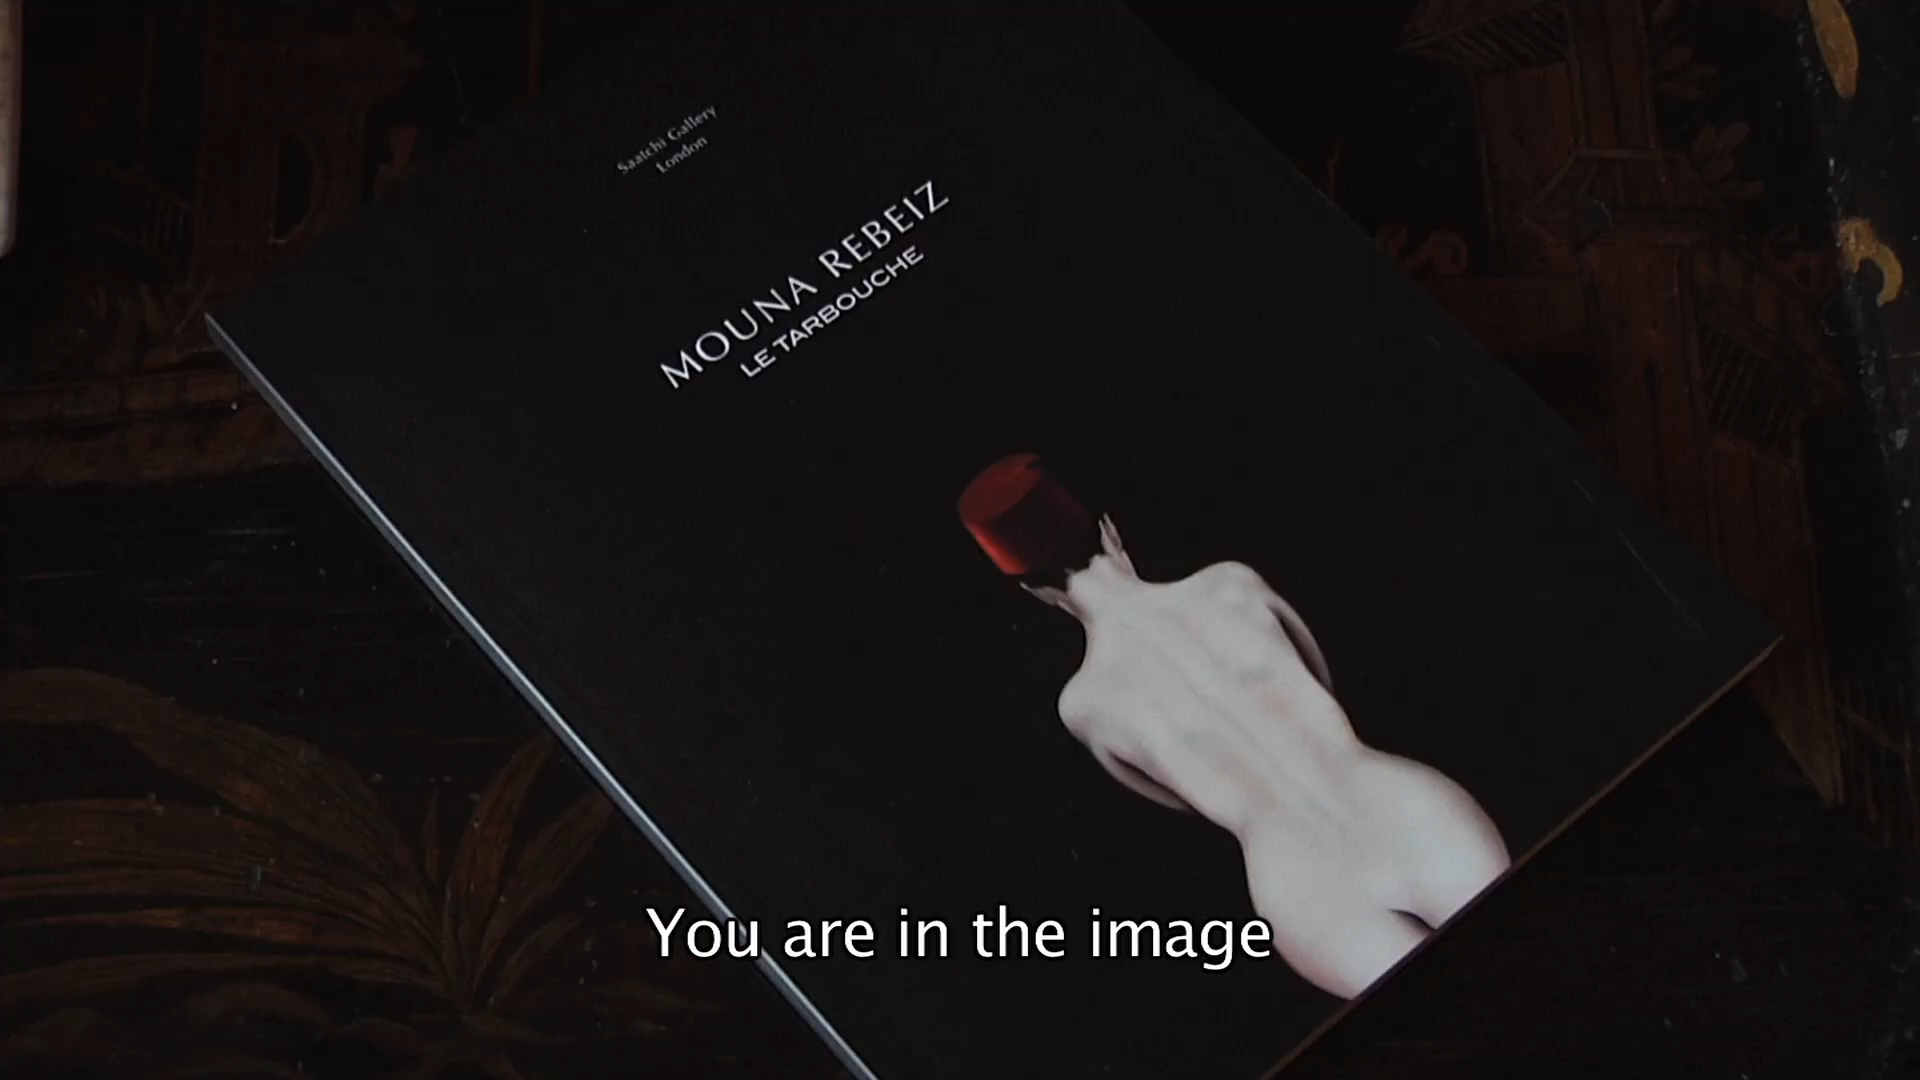 Saatchi Gallery
London
MOUNA REBEIZ
LE TARBOUCHE
You are in the image